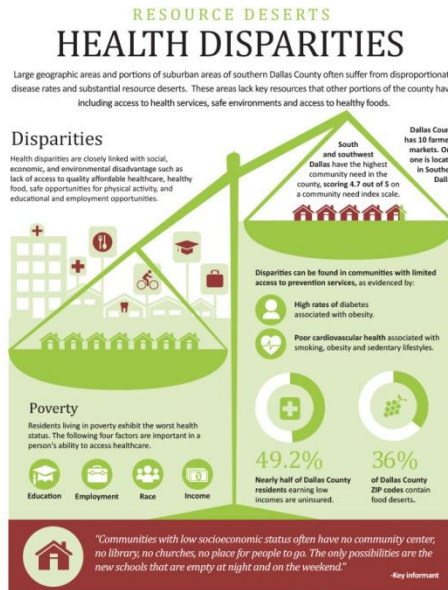 RESOURCE DESERTS
HEALTH DISPARITIES
Large geographic areas and portions of suburban areas of southern Dallas County often suffer from disproportionat
disease rates and substantial resource deserts. These areas lack key resources that other portions of the county hav
including access to health services, safe environments and access to healthy foods.
Disparities
Health disparities are closely linked with social,
economic, and environmental disadvantage such as
lack of access to quality affordable healthcare, healthy
food, safe opportunities for physical activity, and
educational and employment opportunities.
South
and southwest
Dallas have the highest
community need in the
county, scoring 4.7 out of 5 on
a community need index scale.
Dallas Coun
has 10 farme
markets. On
one is locat
in Southe
Dall
Disparities can be found in communities with limited
access to prevention services, as evidenced by:
High rates of diabetes
associated with obesity.
Poor cardiovascular health associated with
smoking, obesity and sedentary lifestyles.
Poverty
Residents living in poverty exhibit the worst health
status. The following four factors are important in a
person's ability to access healthcare.
Education
Employment
Race
Income
49.2%
Nearly half of Dallas County
residents earning low
incomes are uninsured.
36%
of Dallas County
ZIP codes contain
food deserts.
"Communities with low socioeconomic status often have no community center,
no library, no churches, no place for people to go. The only possibilities are the
new schools that are empty at night and on the weekend."
-Key informant